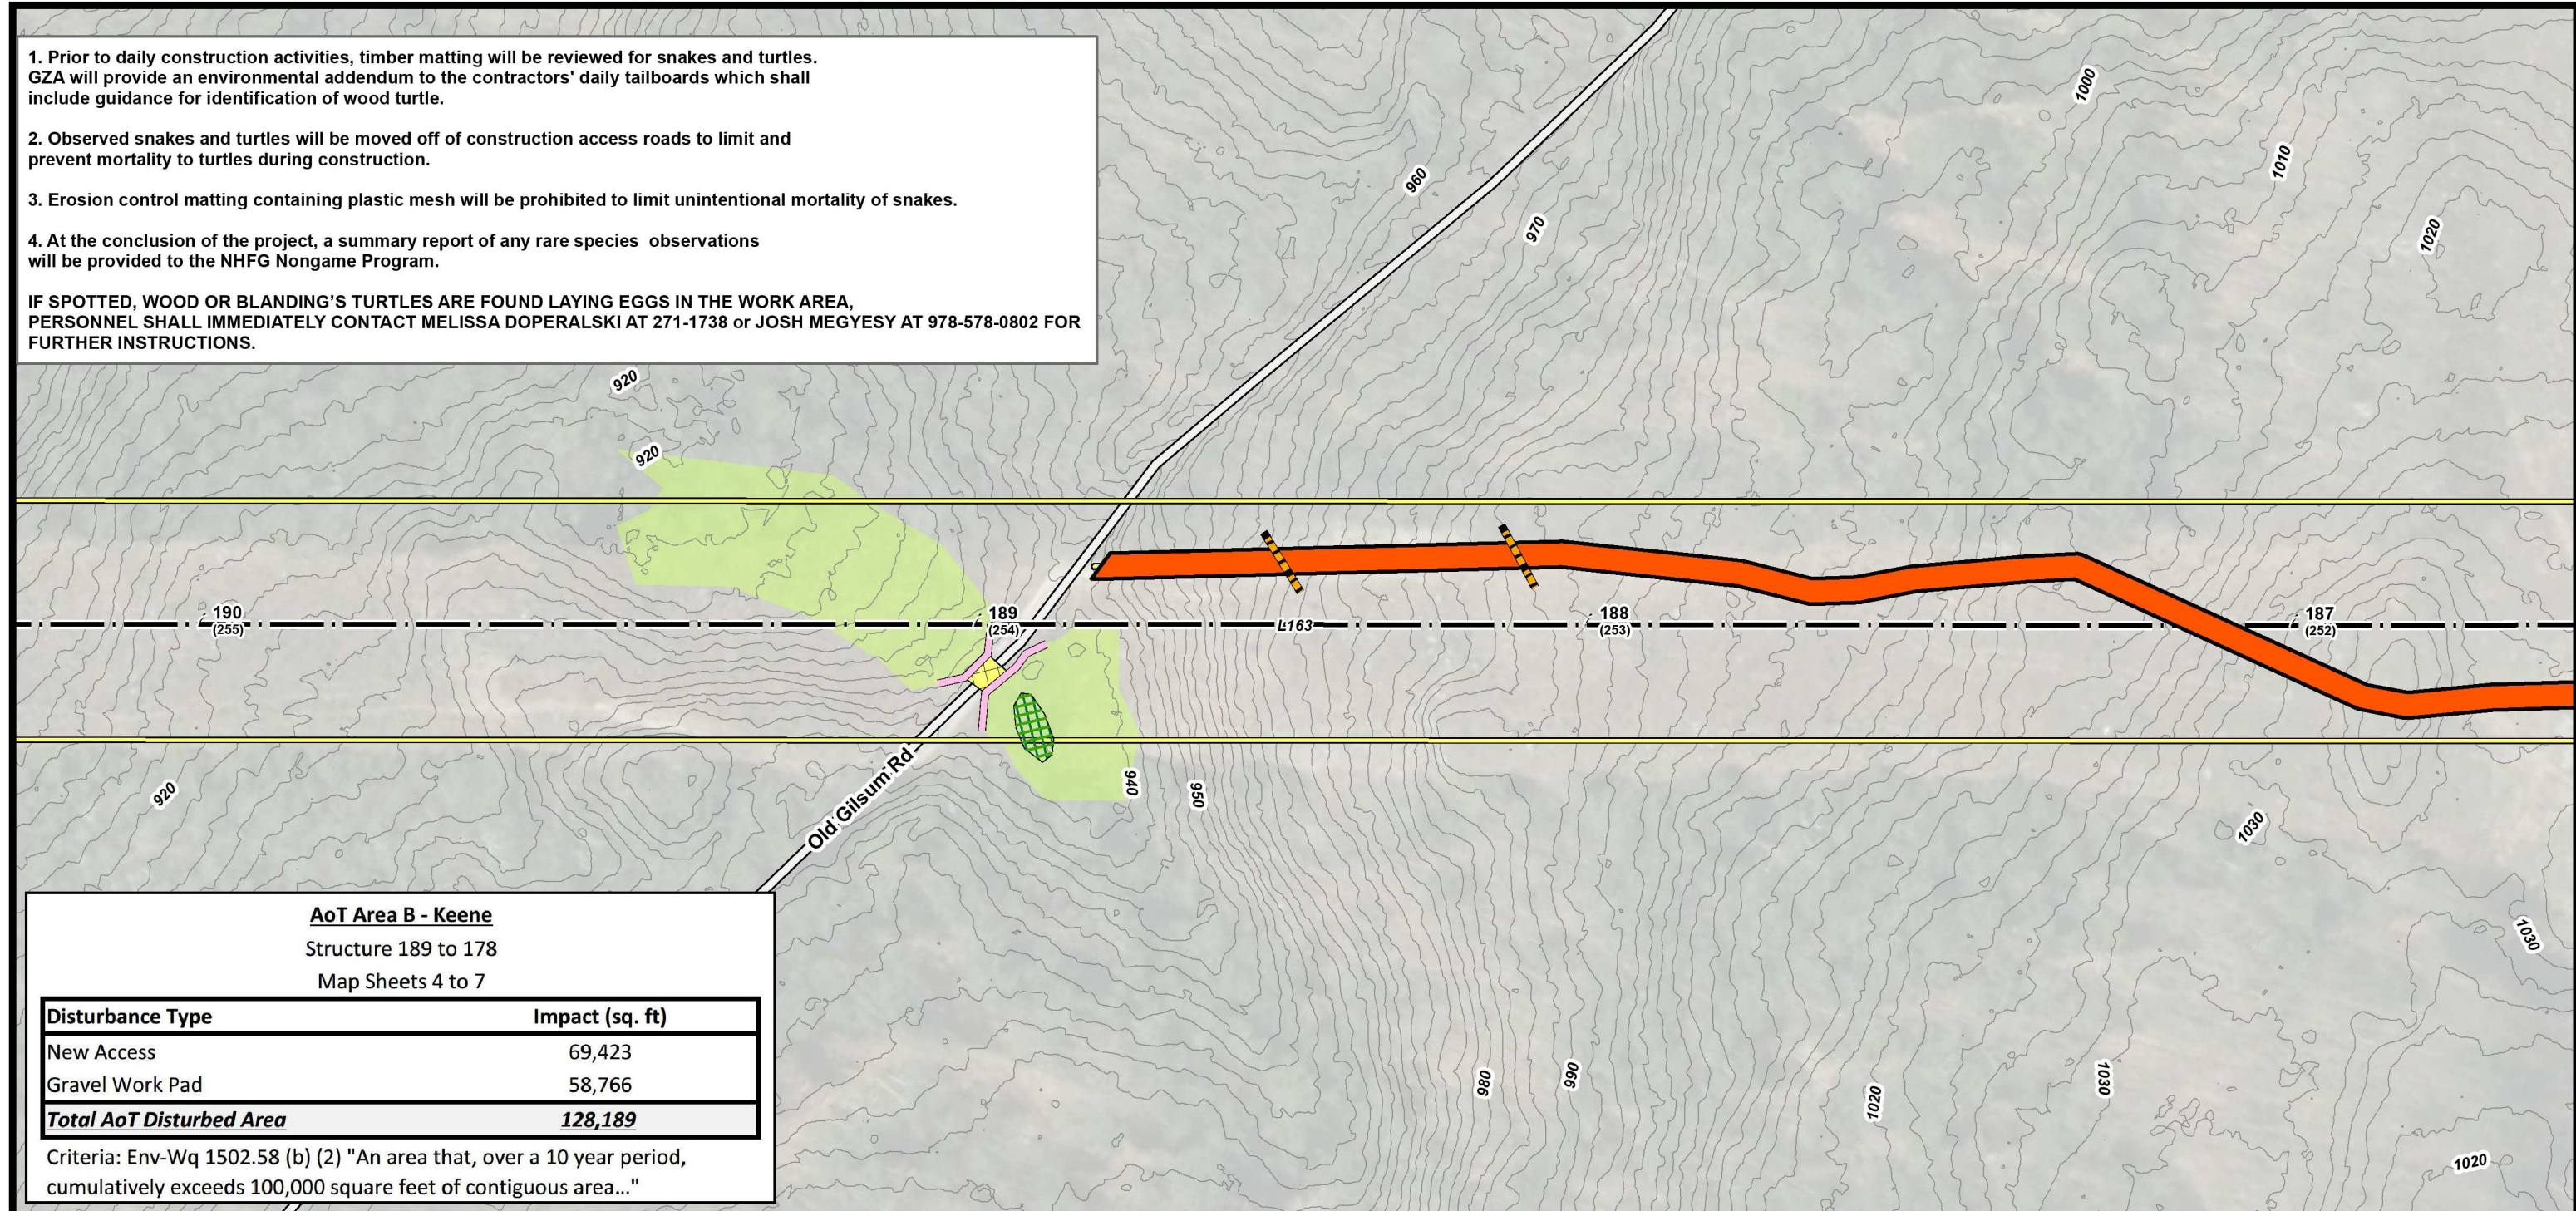 1. Prior to daily construction activities, timber matting will be reviewed for snakes and turtles.
GZA will provide an environmental addendum to the contractors' daily tailboards which shall
include guidance for identification of wood turtle.
2. Observed snakes and turtles will be moved off of construction access roads to limit and
prevent mortality to turtles during construction.
3. Erosion control matting containing plastic mesh will be prohibited to limit unintentional mortality of snakes.
4. At the conclusion of the project, a summary report of any rare species  observations
will be provided to the NHFG Nongame Program.
IF SPOTTED, WOOD OR BLANDING’S TURTLES ARE FOUND LAYING EGGS IN THE WORK AREA,
PERSONNEL SHALL IMMEDIATELY CONTACT MELISSA DOPERALSKI AT 271-1738 or JOSH MEGYESY AT 978-578-0802 FOR
FURTHER INSTRUCTIONS.
1000
1010
960
970
1020
920
920
190
(255)
189
(254)
L163
188
(253)
187
(252)
920
Old Gilsum Rd
940
950
1030
1030
980
990
1020
1030
1020
AoT Area B - Keene
Structure 189 to 178
Map Sheets 4 to 7
Disturbance Type Impact (sq. ft)
New Access 69,423
Gravel Work Pad 58,766
Total AoT Disturbed Area 128,189
Criteria: Env-Wq 1502.58 (b) (2) "An area that, over a 10 year period,
cumulatively exceeds 100,000 square feet of contiguous area..."